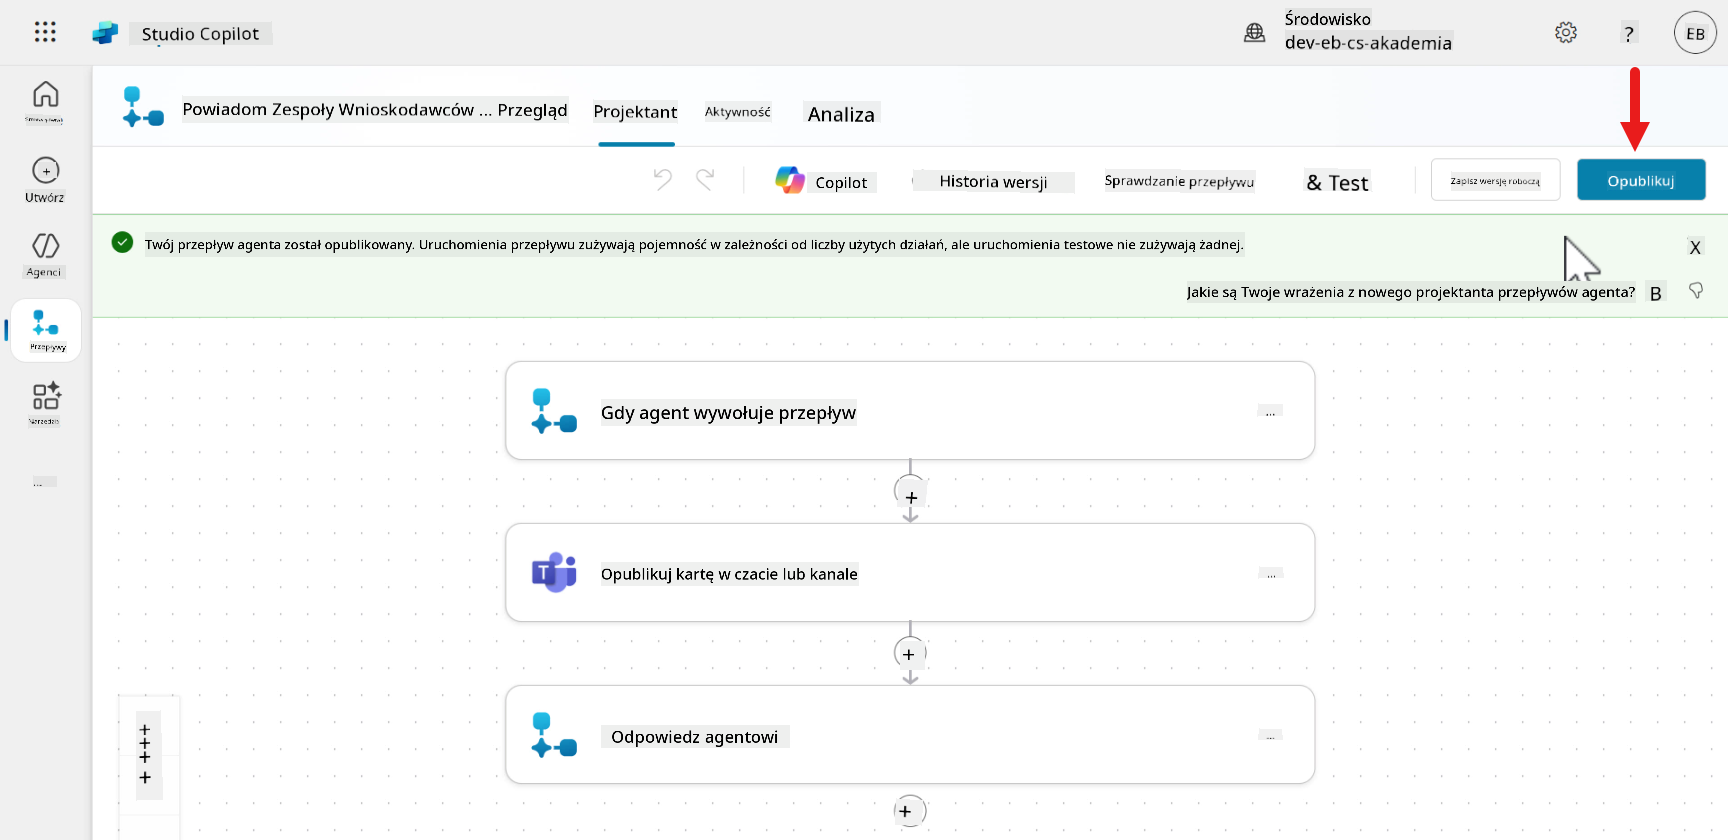 Studio Copilot
Środowisko
dev-eb-cs-akademia
?
EB
Powiadom Zespoły Wnioskodawców ... Przegląd
Projektant
Aktywność
Analiza
Copilot
Historia wersji
Sprawdzanie przepływu
& Test
Zapisz wersję roboczą
Opublikuj
Utwórz
Agenci
Przepływy
Narzędzia
...
Twój przepływ agenta został opublikowany. Uruchomienia przepływu zużywają pojemność w zależności od liczby użytych działań, ale uruchomienia testowe nie zużywają żadnej.
X
Jakie są Twoje wrażenia z nowego projektanta przepływów agenta?
B
Gdy agent wywołuje przepływ
...
+
Opublikuj kartę w czacie lub kanale
...
+
Odpowiedz agentowi
...
+
+
+
+
+